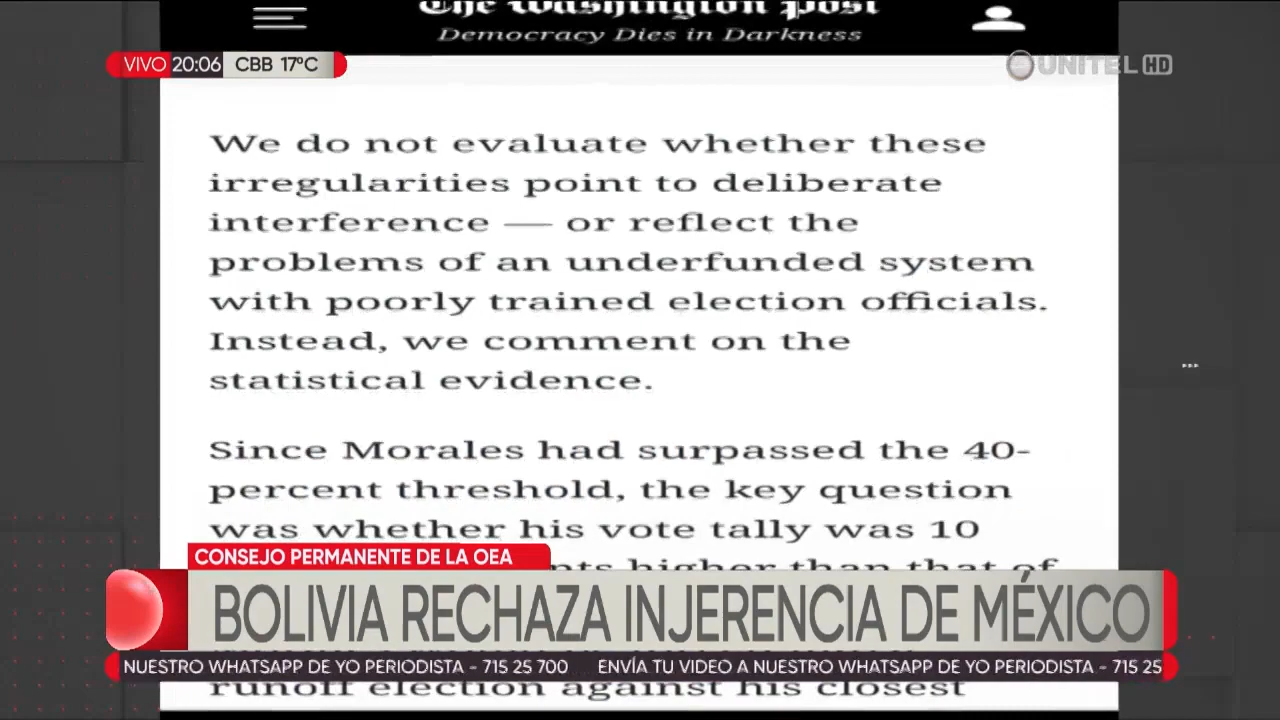 The Washington Post
Democracy Dies in Darkness
VIVO 20:06 CBB 17°C
UNITEL HD
We do not evaluate whether these
irregularities point to deliberate
interference — or reflect the
problems of an underfunded system
with poorly trained election officials.
Instead, we comment on the
statistical evidence.
Since Morales had surpassed the 40-
percent threshold, the key question
was whether his vote tally was 10
higher than that of
CONSEJO PERMANENTE DE LA OEA
BOLIVIA RECHAZA INJERENCIA DE MÉXICO
NUESTRO WHATSAPP DE YO PERIODISTA - 715 25 700 ENVÍA TU VIDEO A NUESTRO WHATSAPP DE YO PERIODISTA - 715 25
runoff election against his closest